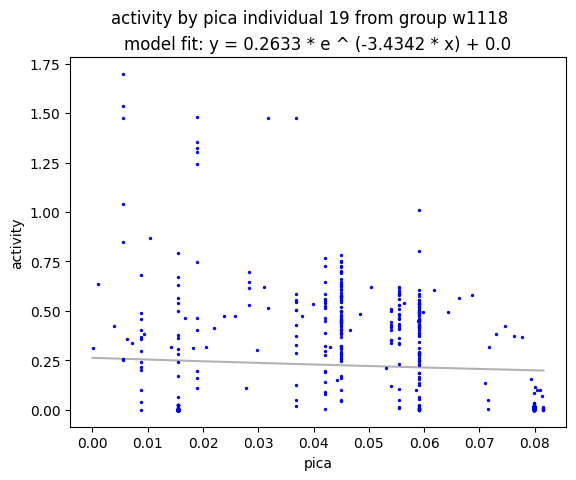 activity by pica individual 19 from group w1118
model fit: y = 0.2633 * e ^ (-3.4342 * x) + 0.0
1.75
1.50
1.25
1.00
0.75
0.50
0.25
0.00
activity
0.00 0.01 0.02 0.03 0.04 0.05 0.06 0.07 0.08
pica